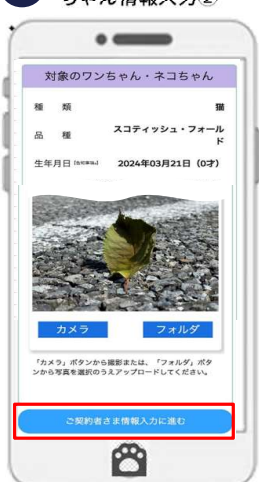 ちゃん情報入力②
対象のワンちゃん・ネコちゃん
種　類　猫
品　種　スコティッシュ・フォール
ド
生年月日　2024年03月21日（0才）
カメラ　フォルダ
「カメラ」ボタンから撮影または、「フォルダ」ボタ
ンから写真を選択のうえアップロードしてください。
ご契約者さま情報入力に進む